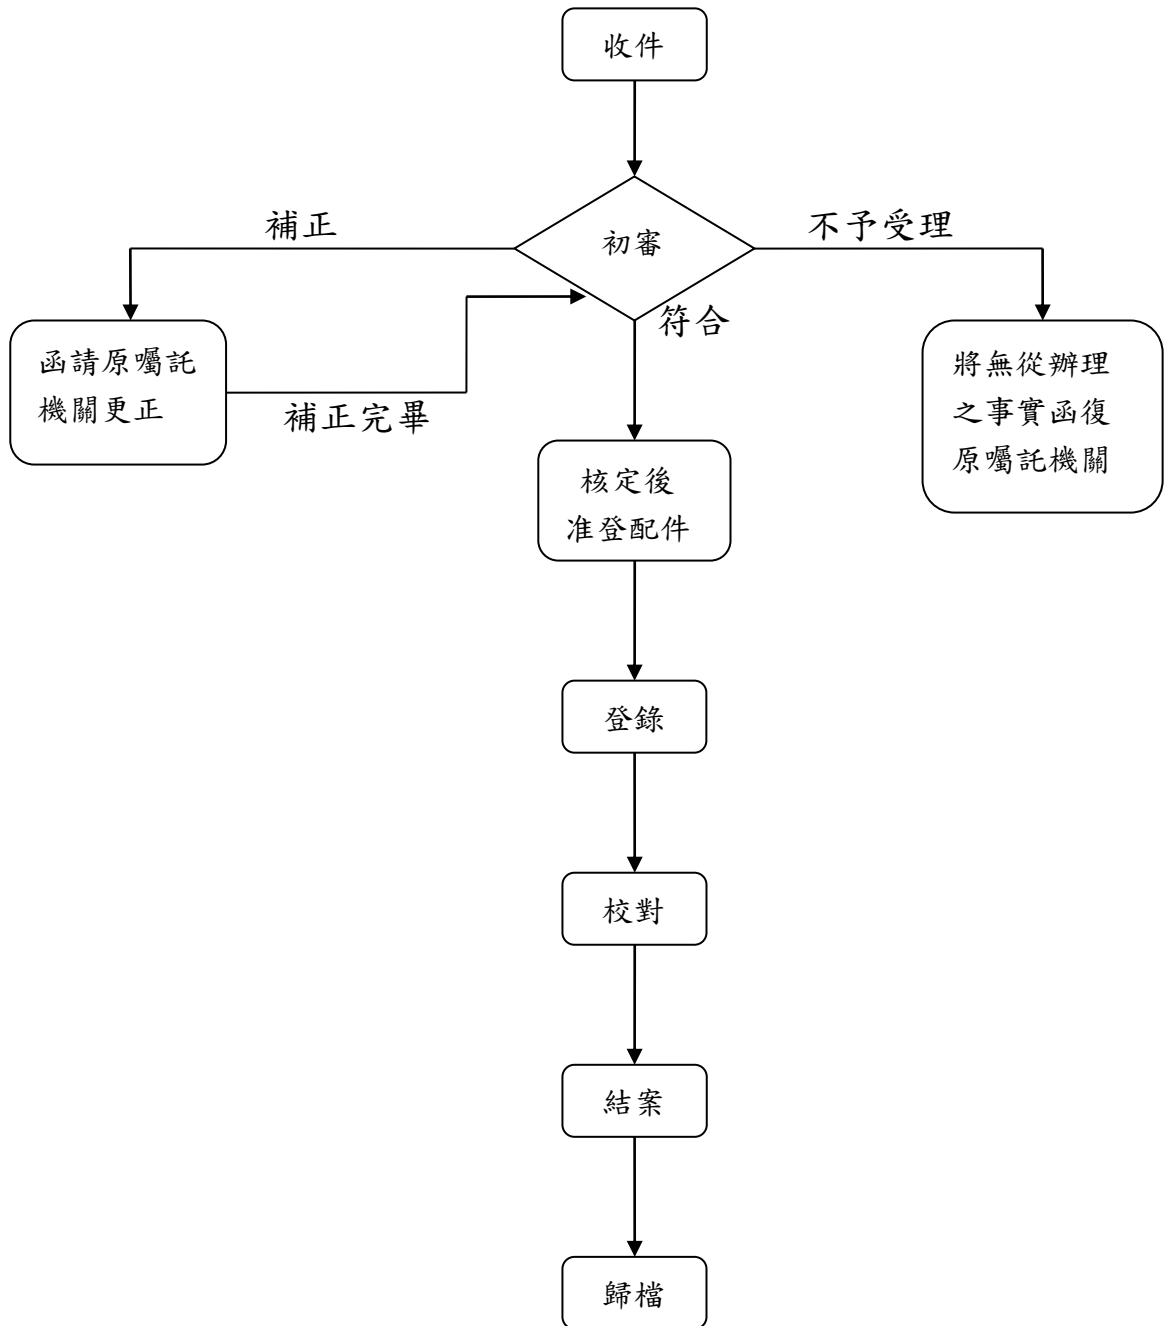 收件
初審
補正
不予受理
符合
函請原囑託
機關更正
補正完畢
將無從辦理
之事實函復
原囑託機關
核定後
准登配件
登錄
校對
結案
歸檔